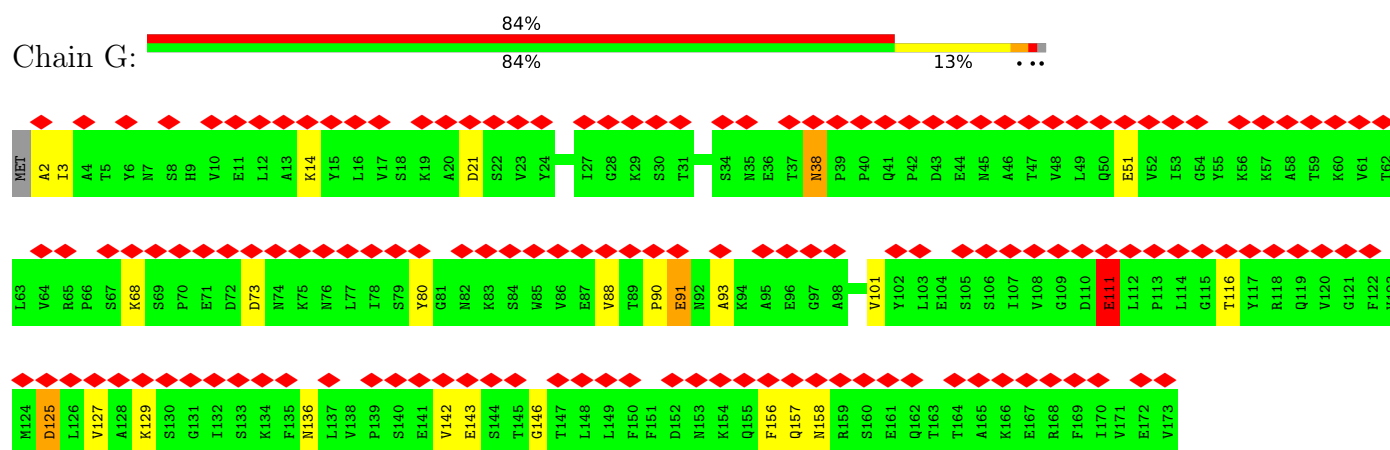 84%
Chain G:
84% 13% • ••
MET A2 I3 A4 T5 Y6 N7 S8 H9 V10 E11 L12 A13 K14 Y15 L16 V17 S18 K19 A20 D21 S22 V23 Y24 I27 G28 K29 S30 T31 S34 N35 E36 T37 N38 P39 P40 Q41 P42 D43 E44 N45 A46 T47 V48 L49 Q50 E51 V52 I53 G54 Y55 K56 K57 A58 T59 K60 V61 T62
L63 V64 R65 P66 S67 K68 S69 P70 E71 D72 D73 N74 K75 N76 L77 I78 S79 Y80 G81 N82 K83 S84 W85 V86 E87 V88 T89 P90 E91 N92 A93 K94 A95 E96 G97 A98 V101 Y102 L103 E104 S105 S106 I107 V108 G109 D110 E111 L112 P113 L114 G115 T116 Y117 R118 Q119 V120 G121 F122
M124 D125 L126 V127 A128 K129 S130 G131 I132 S133 K134 F135 N136 L137 V138 P139 S140 E141 V142 E143 S144 T145 G146 T147 L148 L149 F150 F151 D152 N153 K154 Q155 F156 Q157 N158 R159 S160 E161 Q162 T163 T164 A165 K166 E167 R168 F169 I170 V171 E172 V173